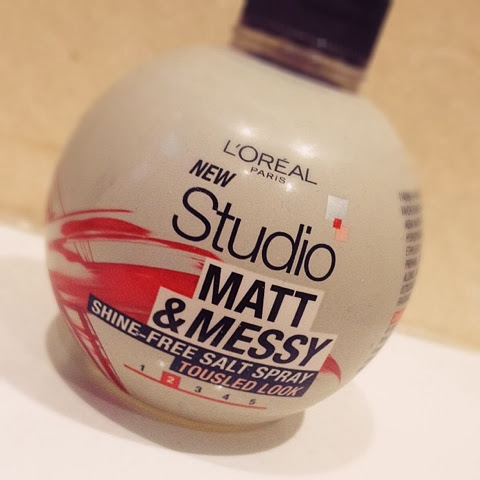 L'ORÉAL
PARIS
NEW
Studio
MATT
&MESSY
SHINE-FREE SALT SPRAY
TOUSLED LOOK
1 2 3 4 5